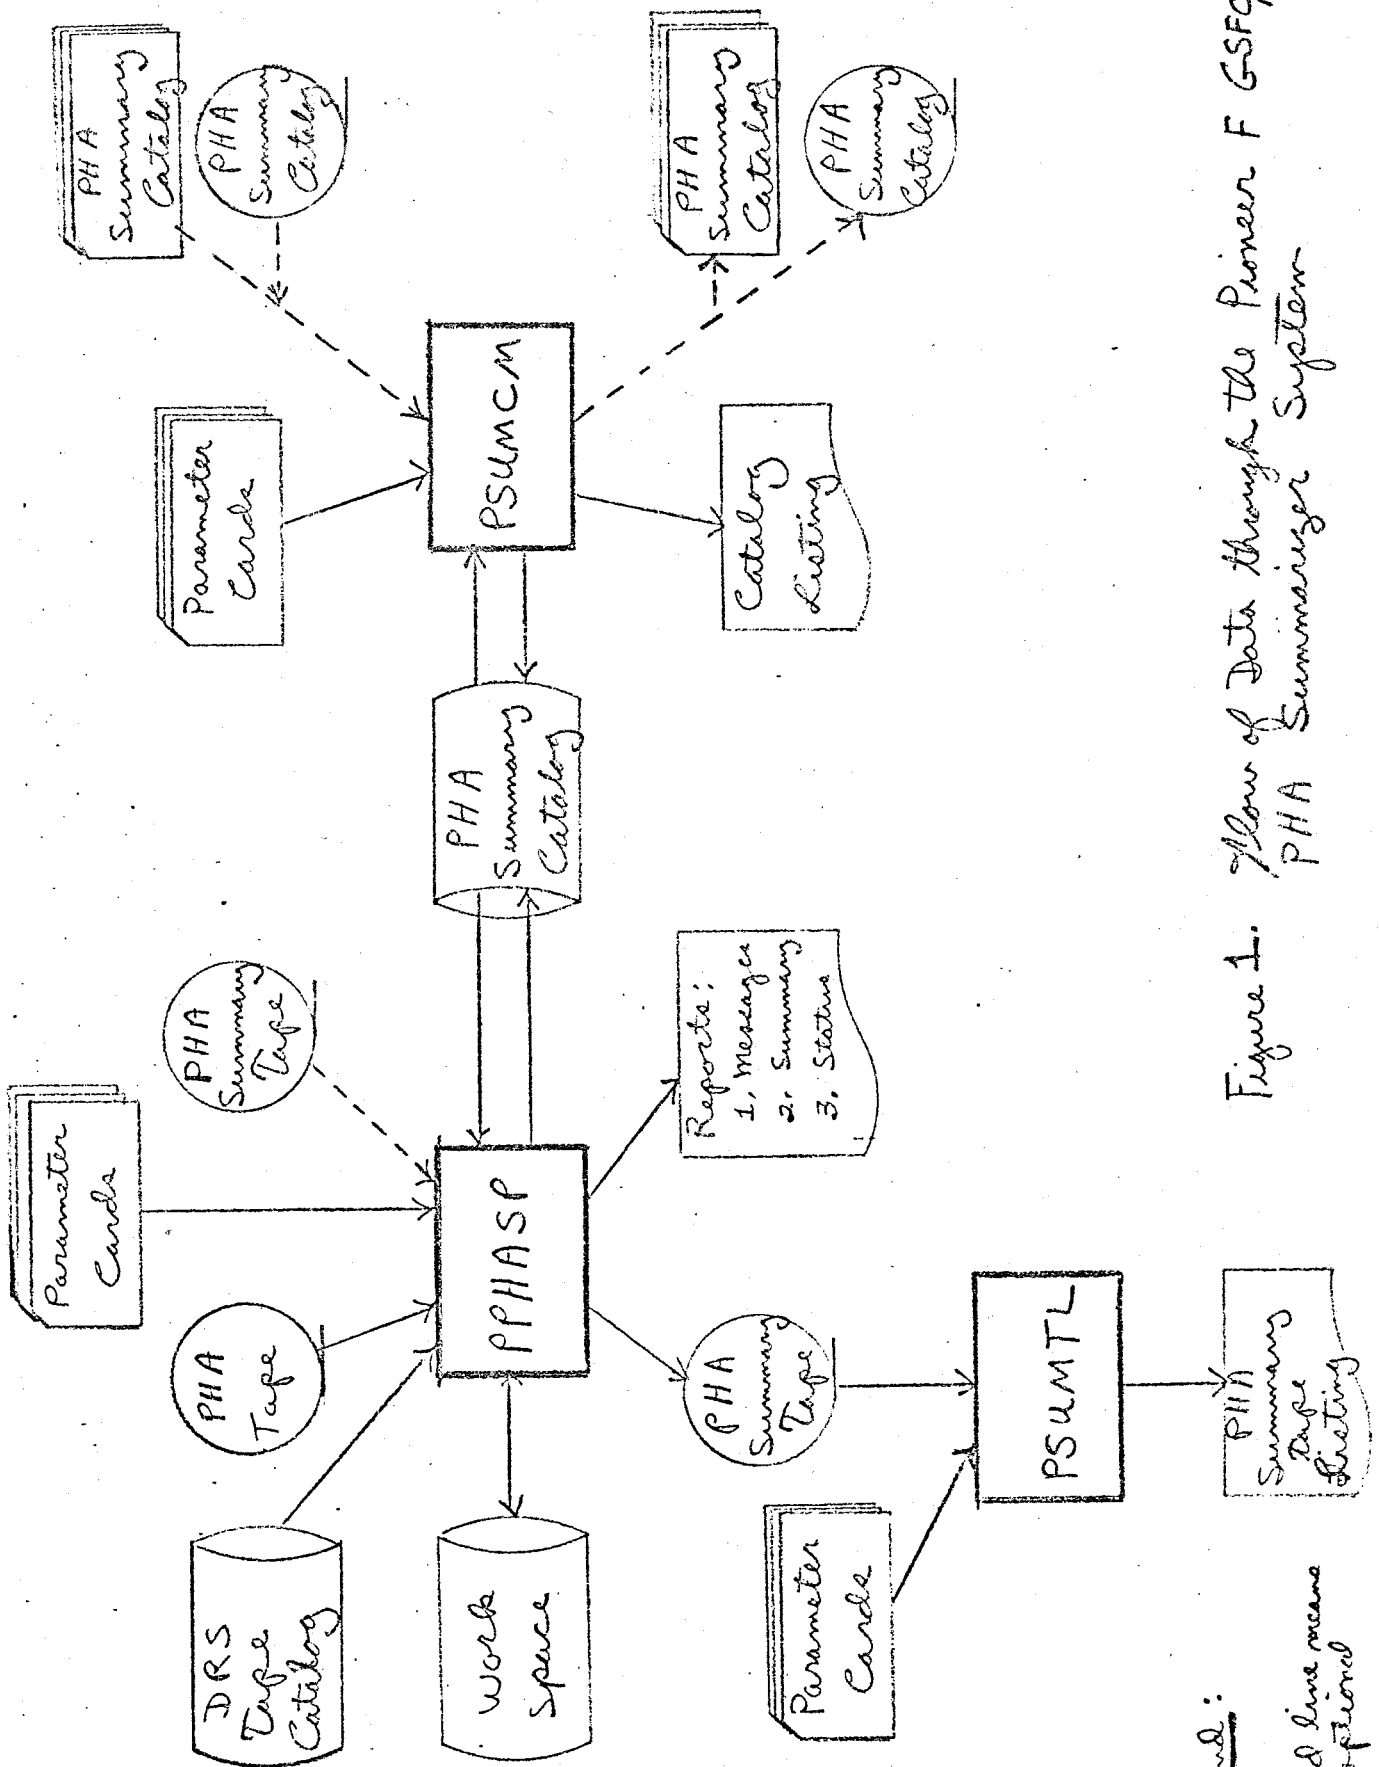 DRS
Tape
Catalog
PHA
Tape
Parameter
Cards
PHA
Summary
Tape
Work
Space
PPHASP
PHA
Summary
Catalog
Parameter
Cards
PSUMCM
PHA
Summary
Catalog
PHA
Summary
Catalog
Reports:
1. Messages
2. Summary
3. Status
PHA
Summary
Tape
Catalog
Listing
PHA
Summary
Catalog
PHA
Summary
Catalog
Parameter
Cards
PSUMTL
PHA
Summary
Tape
Listing
line means
Figure 1. Flow of Data through the Pioneer F GSFC
PHA Summarizer System